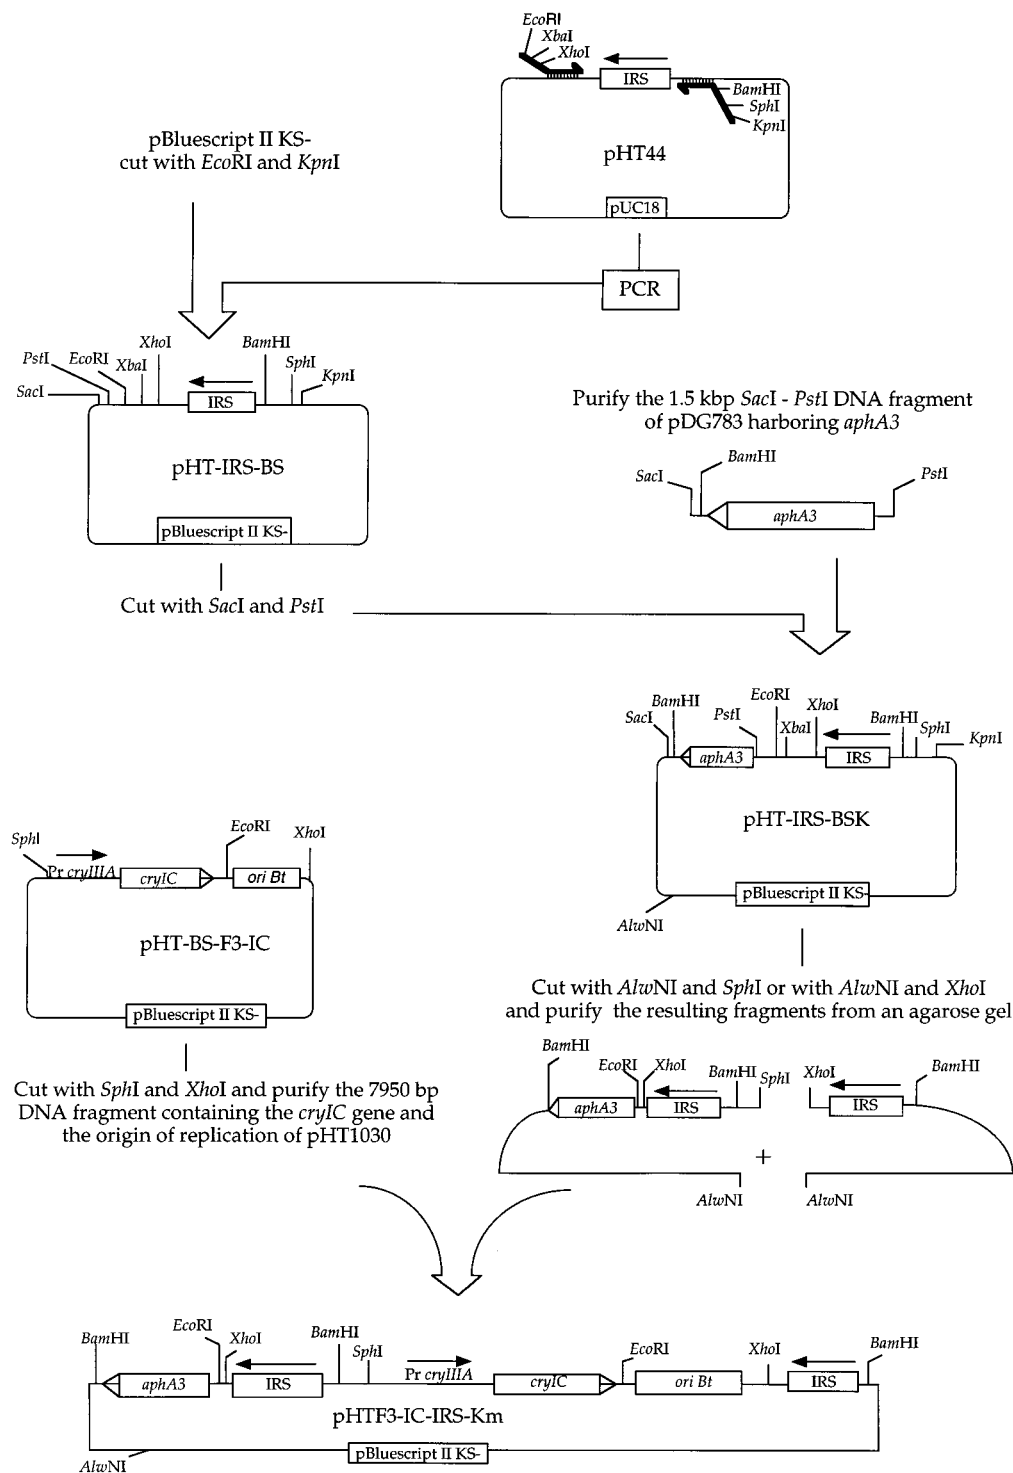 EcoRI
XbaI
XhoI
IRS
BamHI
SphI
KpnI
pHT44
pUC18
pBluescript II KS-
cut with EcoRI and KpnI
PCR
SacI
PstI
EcoRI
XbaI
XhoI
BamHI
SphI
KpnI
IRS
pHT-IRS-BS
pBluescript II KS-
Cut with SacI and PstI
Purify the 1.5 kbp SacI - PstI DNA fragment
of pDG783 harboring aphA3
SacI
BamHI
PstI
aphA3
SacI
BamHI
PstI
EcoRI
XbaI
XhoI
BamHI
SphI
KpnI
aphA3
IRS
pHT-IRS-BSK
pBluescript II KS-
AlwNI
SphI
EcoRI
XhoI
Pr cryIIIA
cryIC
ori Bt
pHT-BS-F3-IC
pBluescript II KS-
Cut with SphI and XhoI and purify the 7950 bp
DNA fragment containing the cryIC gene and
the origin of replication of pHT1030
Cut with AlwNI and SphI or with AlwNI and XhoI
and purify the resulting fragments from an agarose gel
BamHI
EcoRI
XhoI
BamHI
SphI
aphA3
IRS
AlwNI
+
XhoI
BamHI
IRS
AlwNI
BamHI
EcoRI
XhoI
BamHI
SphI
EcoRI
XhoI
BamHI
aphA3
IRS
Pr cryIIIA
cryIC
ori Bt
IRS
pHTF3-IC-IRS-Km
pBluescript II KS-
AlwNI